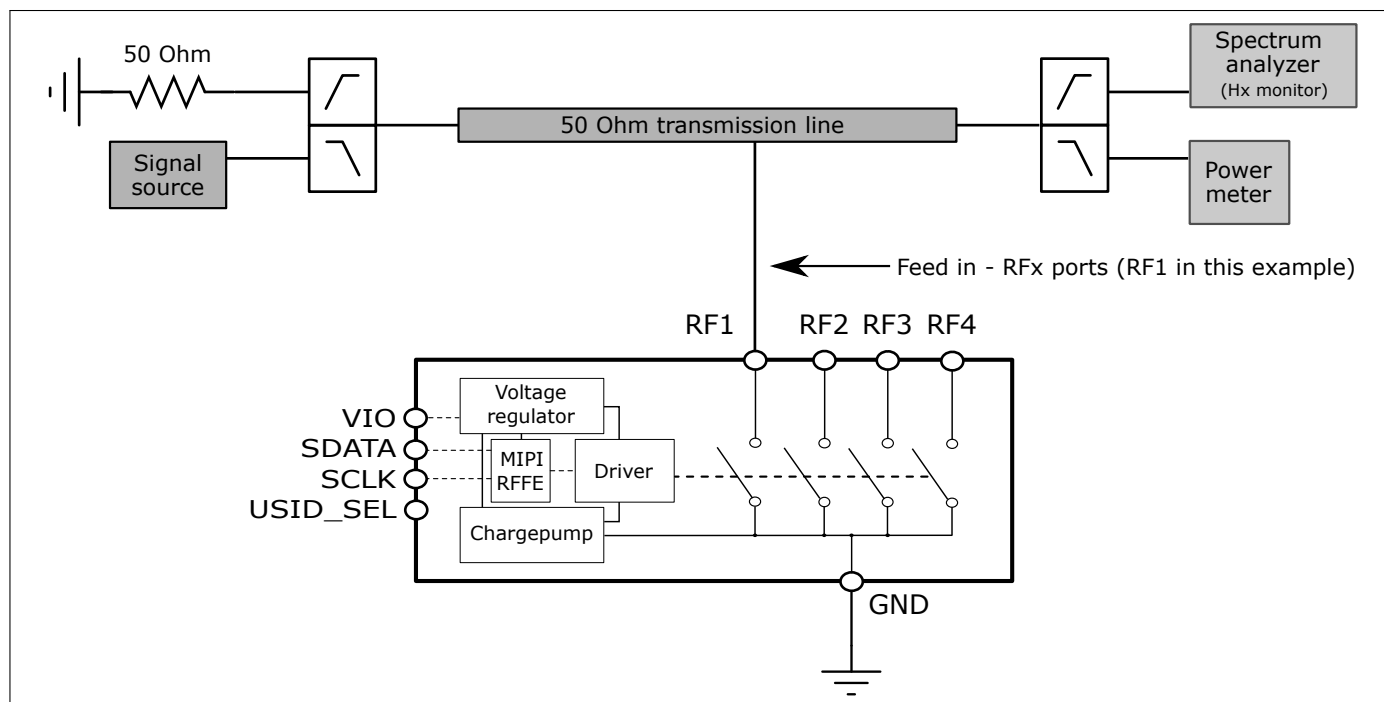 50 Ohm
Signal
source
50 Ohm transmission line
Spectrum
analyzer
(Hx monitor)
Power
meter
Feed in - RFx ports (RF1 in this example)
RF1
RF2
RF3
RF4
VIO
SDATA
SCLK
USID_SEL
Voltage
regulator
MIPI
RFFE
Driver
Chargepump
GND